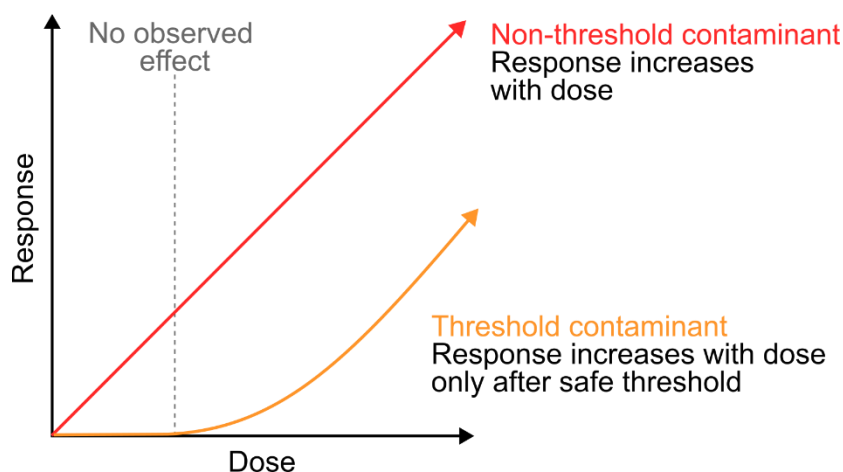 No observed
effect
Non-threshold contaminant
Response increases
with dose
Response
Threshold contaminant
Response increases with dose
only after safe threshold
Dose